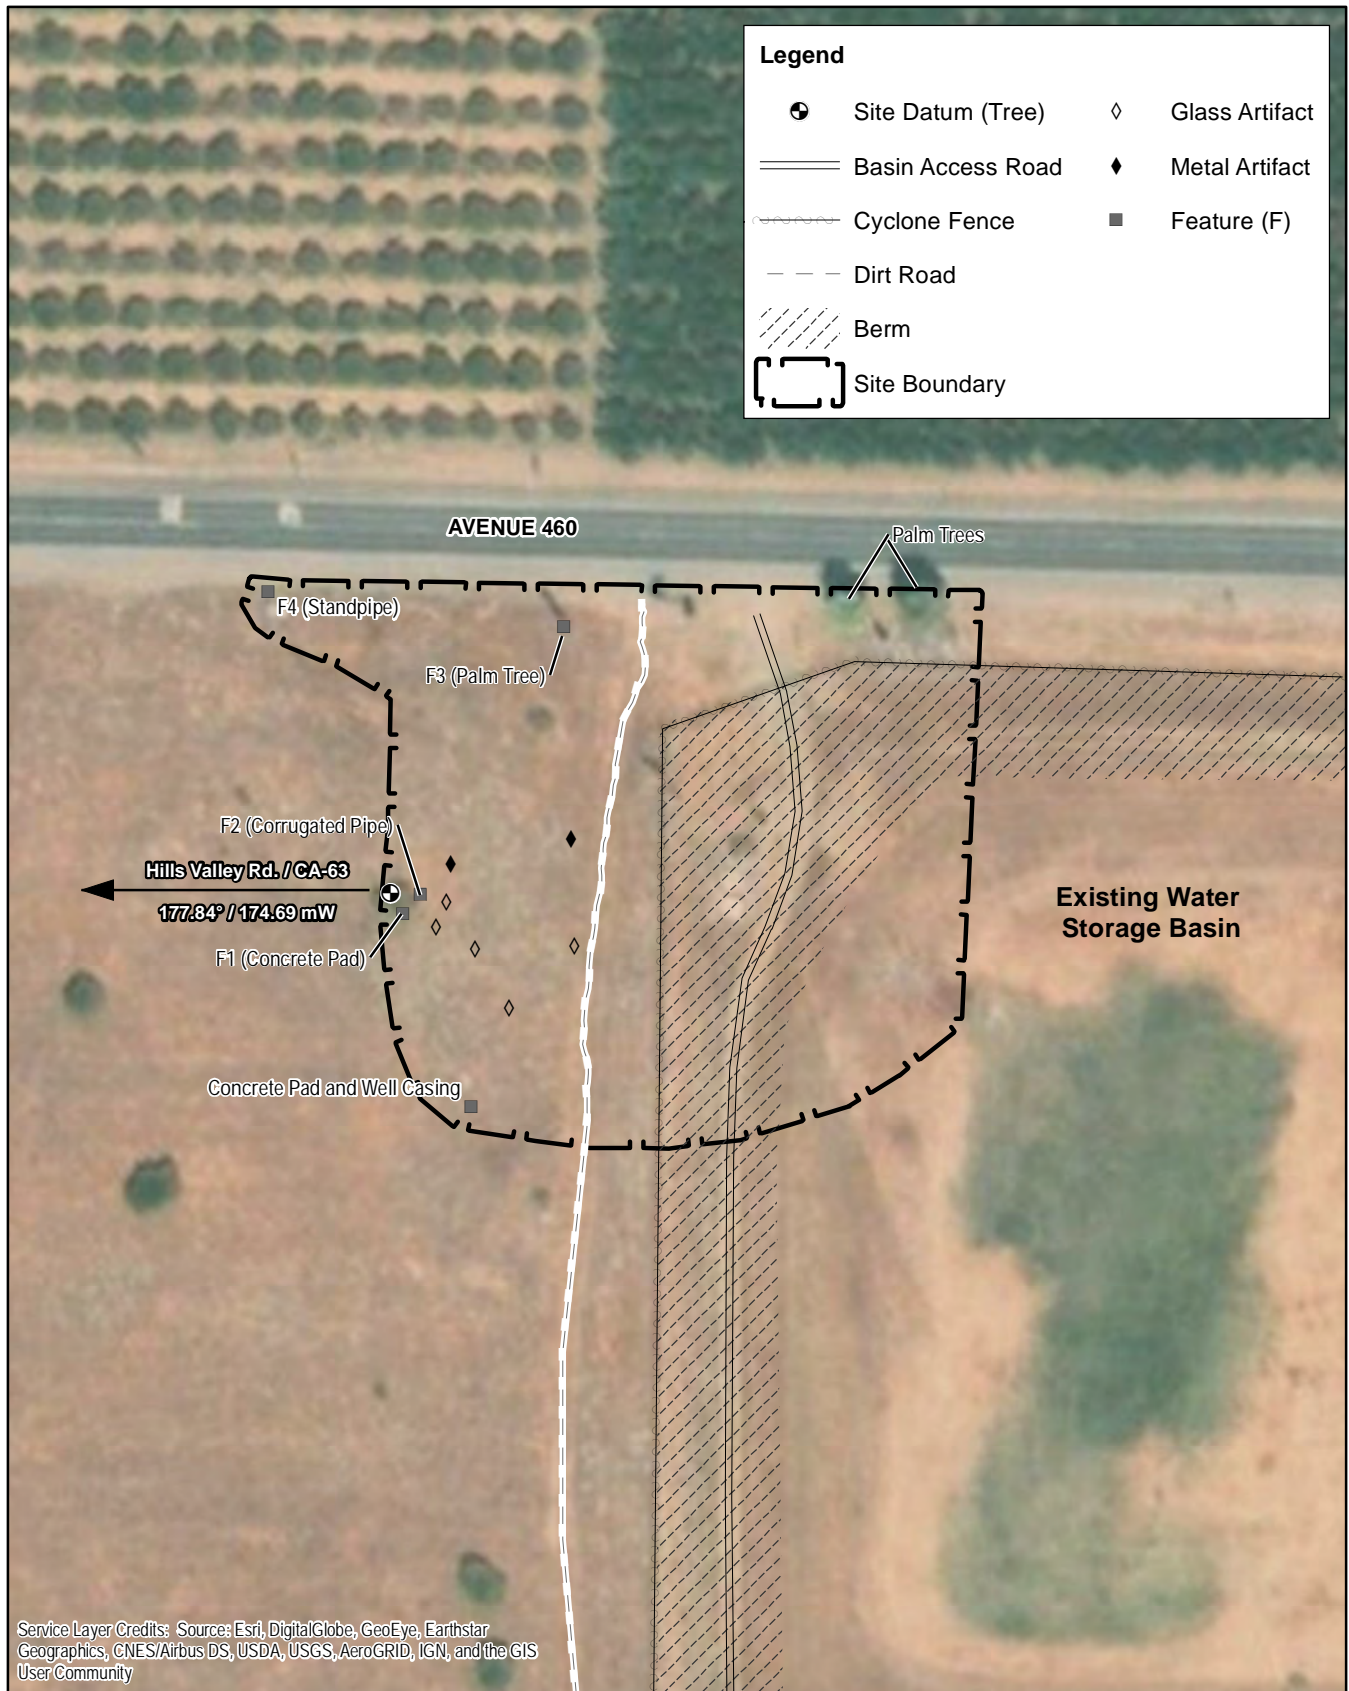 Legend
Site Datum (Tree)
Glass Artifact
Basin Access Road
Metal Artifact
Cyclone Fence
Feature (F)
Dirt Road
Berm
Site Boundary
AVENUE 460
Palm Trees
F4 (Standpipe)
F3 (Palm Tree)
F2 (Corrugated Pipe)
Hills Valley Rd. / CA-63
177.84° / 174.69 mW
Existing Water
Storage Basin
F1 (Concrete Pad)
Concrete Pad and Well Casing
Service Layer Credits: Source: Esri, DigitalGlobe, GeoEye, Earthstar
Geographics, CNES/Airbus DS, USDA, USGS, AeroGRID, IGN, and the GIS
User Community